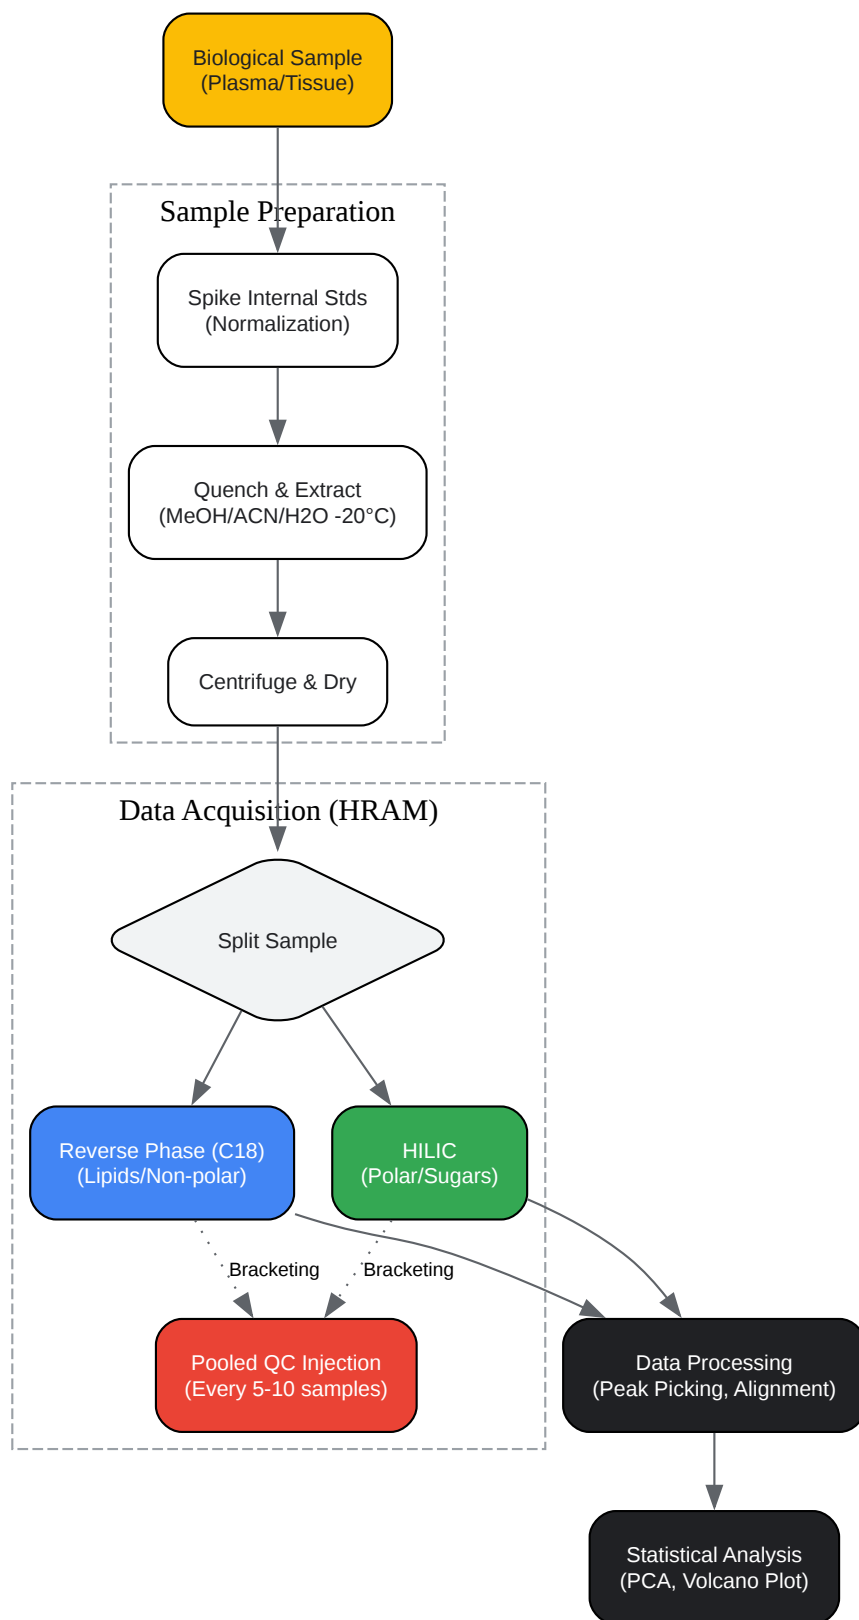 Biological Sample
(Plasma/Tissue)
Sample Preparation
Spike Internal Stds
(Normalization)
Quench & Extract
(MeOH/ACN/H2O -20°C)
Centrifuge & Dry
Data Acquisition (HRAM)
Split Sample
Reverse Phase (C18)
(Lipids/Non-polar)
HILIC
(Polar/Sugars)
Bracketing
Bracketing
Pooled QC Injection
(Every 5-10 samples)
Data Processing
(Peak Picking, Alignment)
Statistical Analysis
(PCA, Volcano Plot)